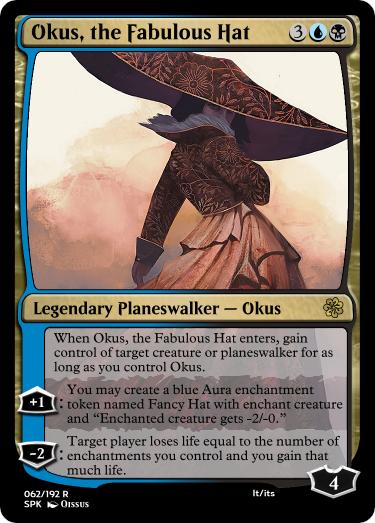 Okus, the Fabulous Hat 3
Legendary Planeswalker — Okus
When Okus, the Fabulous Hat enters, gain
control of target creature or planeswalker for as
long as you control Okus.
+1: You may create a blue Aura enchantment
token named Fancy Hat with enchant creature
and “Enchanted creature gets -2/-0.”
-2: Target player loses life equal to the number of
enchantments you control and you gain that
much life.
4
062/192 R
It/its
SPK Oissus